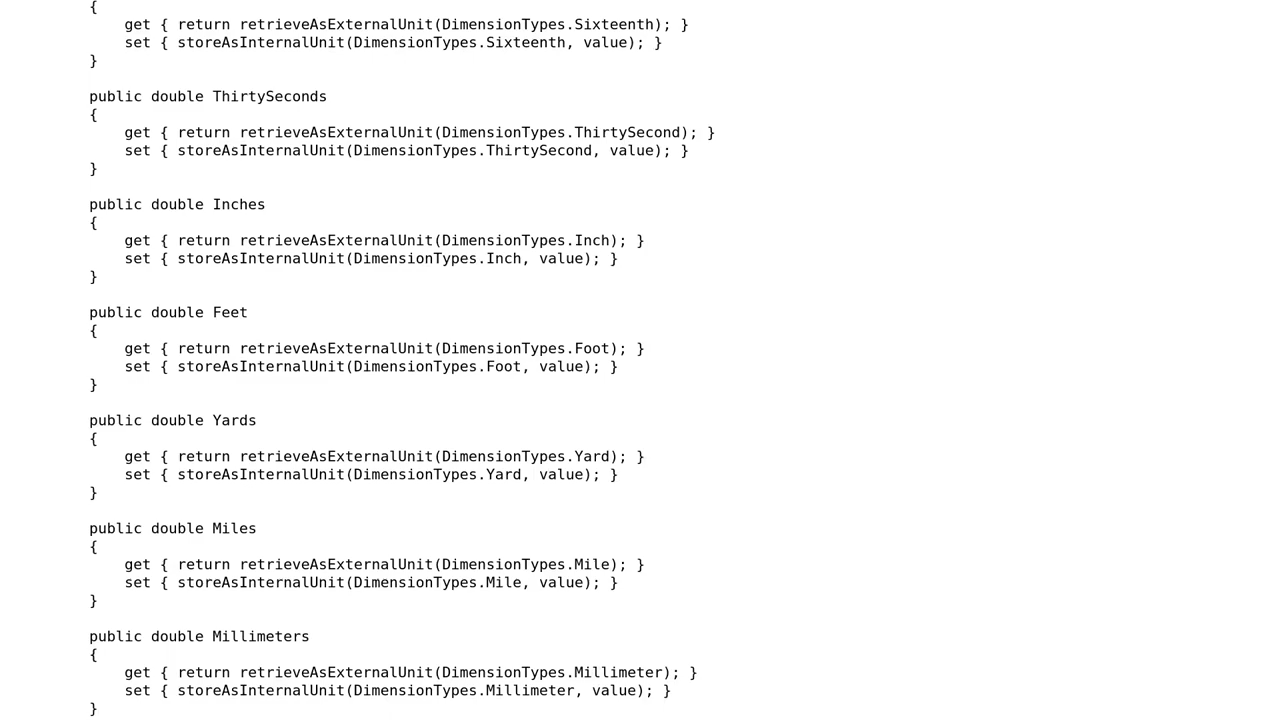 {
    get { return retrieveAsExternalUnit(DimensionTypes.Sixteenth); }
    set { storeAsInternalUnit(DimensionTypes.Sixteenth, value); }
}

public double ThirtySeconds
{
    get { return retrieveAsExternalUnit(DimensionTypes.ThirtySecond); }
    set { storeAsInternalUnit(DimensionTypes.ThirtySecond, value); }
}

public double Inches
{
    get { return retrieveAsExternalUnit(DimensionTypes.Inch); }
    set { storeAsInternalUnit(DimensionTypes.Inch, value); }
}

public double Feet
{
    get { return retrieveAsExternalUnit(DimensionTypes.Foot); }
    set { storeAsInternalUnit(DimensionTypes.Foot, value); }
}

public double Yards
{
    get { return retrieveAsExternalUnit(DimensionTypes.Yard); }
    set { storeAsInternalUnit(DimensionTypes.Yard, value); }
}

public double Miles
{
    get { return retrieveAsExternalUnit(DimensionTypes.Mile); }
    set { storeAsInternalUnit(DimensionTypes.Mile, value); }
}

public double Millimeters
{
    get { return retrieveAsExternalUnit(DimensionTypes.Millimeter); }
    set { storeAsInternalUnit(DimensionTypes.Millimeter, value); }
}